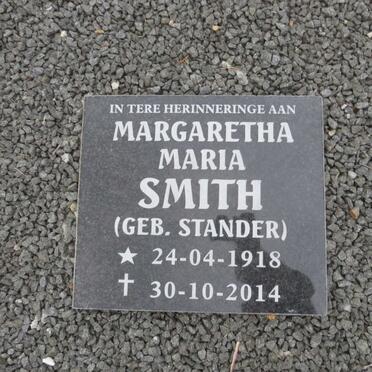 IN TERE HERINNERINGE AAN
MARGARETHA
MARIA
SMITH
(GEB. STANDER)
★ 24-04-1918
✝ 30-10-2014